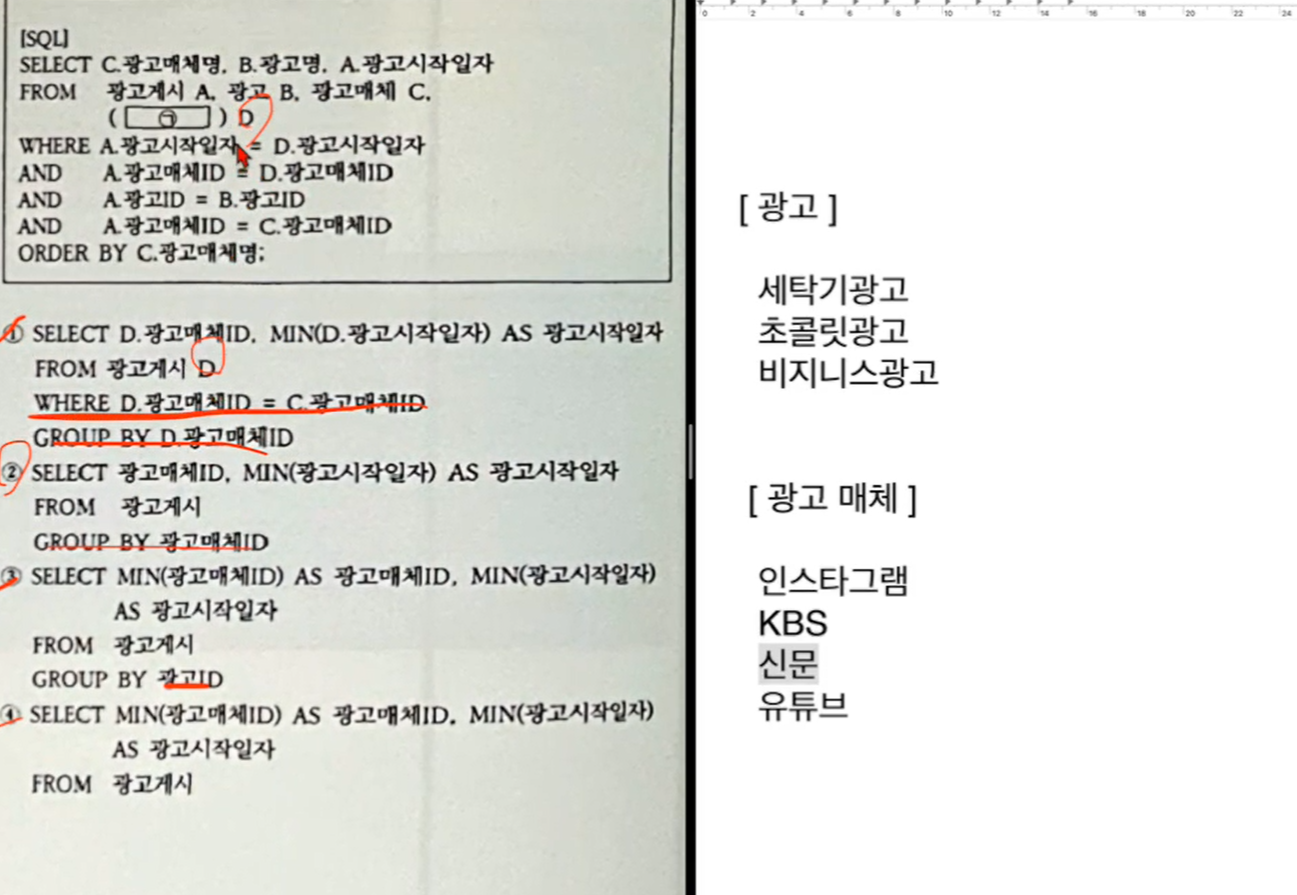 [SQL]
SELECT C.광고매체명, B.광고명, A.광고시작일자
FROM 광고게시 A, 광고 B, 광고매체 C,
( ㉠ ) D
WHERE A.광고시작일자 = D.광고시작일자
AND A.광고매체ID = D.광고매체ID
AND A.광고ID = B.광고ID
AND A.광고매체ID = C.광고매체ID
ORDER BY C.광고매체명;
① SELECT D.광고매체ID, MIN(D.광고시작일자) AS 광고시작일자
FROM 광고게시 D
WHERE D.광고매체ID = C.광고매체ID
GROUP BY D.광고매체ID
② SELECT 광고매체ID, MIN(광고시작일자) AS 광고시작일자
FROM 광고게시
GROUP BY 광고매체ID
③ SELECT MIN(광고매체ID) AS 광고매체ID, MIN(광고시작일자)
AS 광고시작일자
FROM 광고게시
GROUP BY 광고ID
④ SELECT MIN(광고매체ID) AS 광고매체ID, MIN(광고시작일자)
AS 광고시작일자
FROM 광고게시
0 2 4 6 8 10 12 14 16 18 20 22 24
[ 광고 ]
세탁기광고
초콜릿광고
비지니스광고
[ 광고 매체 ]
인스타그램
KBS
신문
유튜브